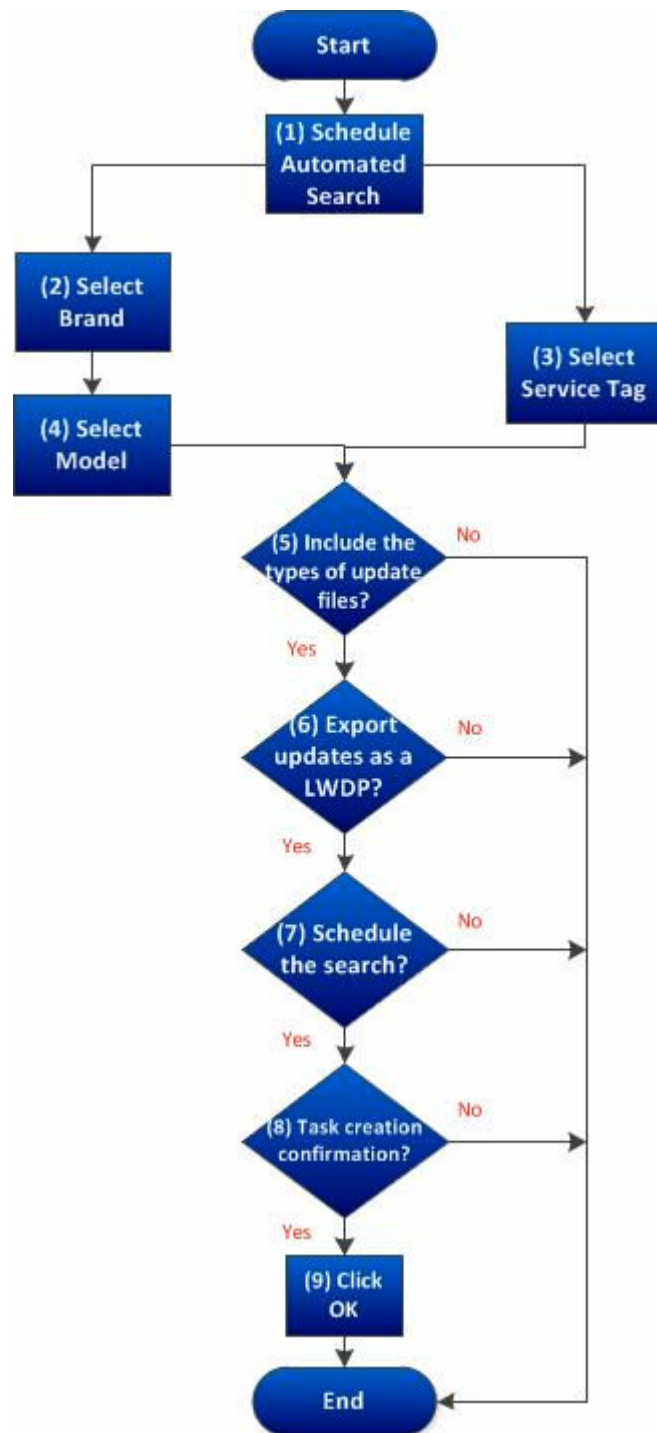 Start
(1) Schedule
Automated
Search
(2) Select
Brand
(3) Select
Service Tag
(4) Select
Model
(5) Include the
types of update
files?
No
Yes
(6) Export
updates as a
LWDP?
No
Yes
(7) Schedule
the search?
No
Yes
(8) Task creation
confirmation?
No
Yes
(9) Click
OK
End